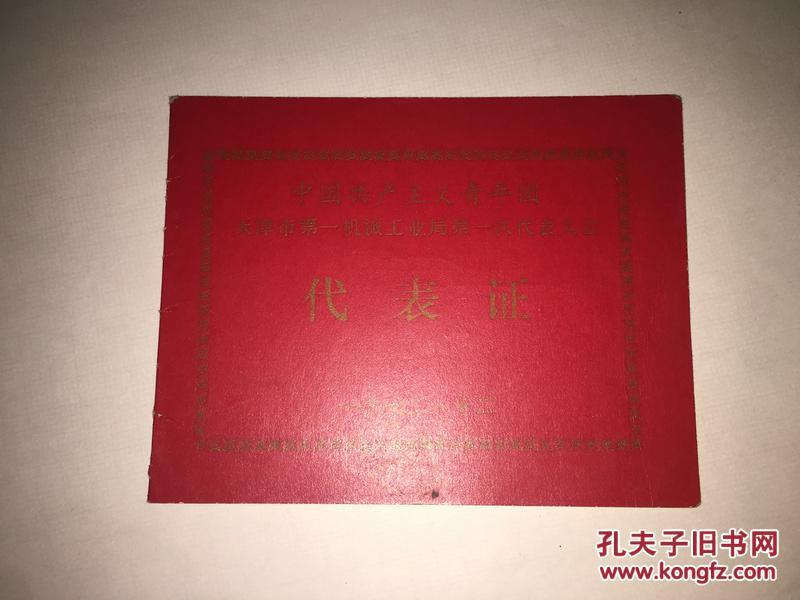 中国共产主义青年团
天津市第一机械工业局第一次代表大会
代表证
孔夫子旧书网
www.kongfz.com